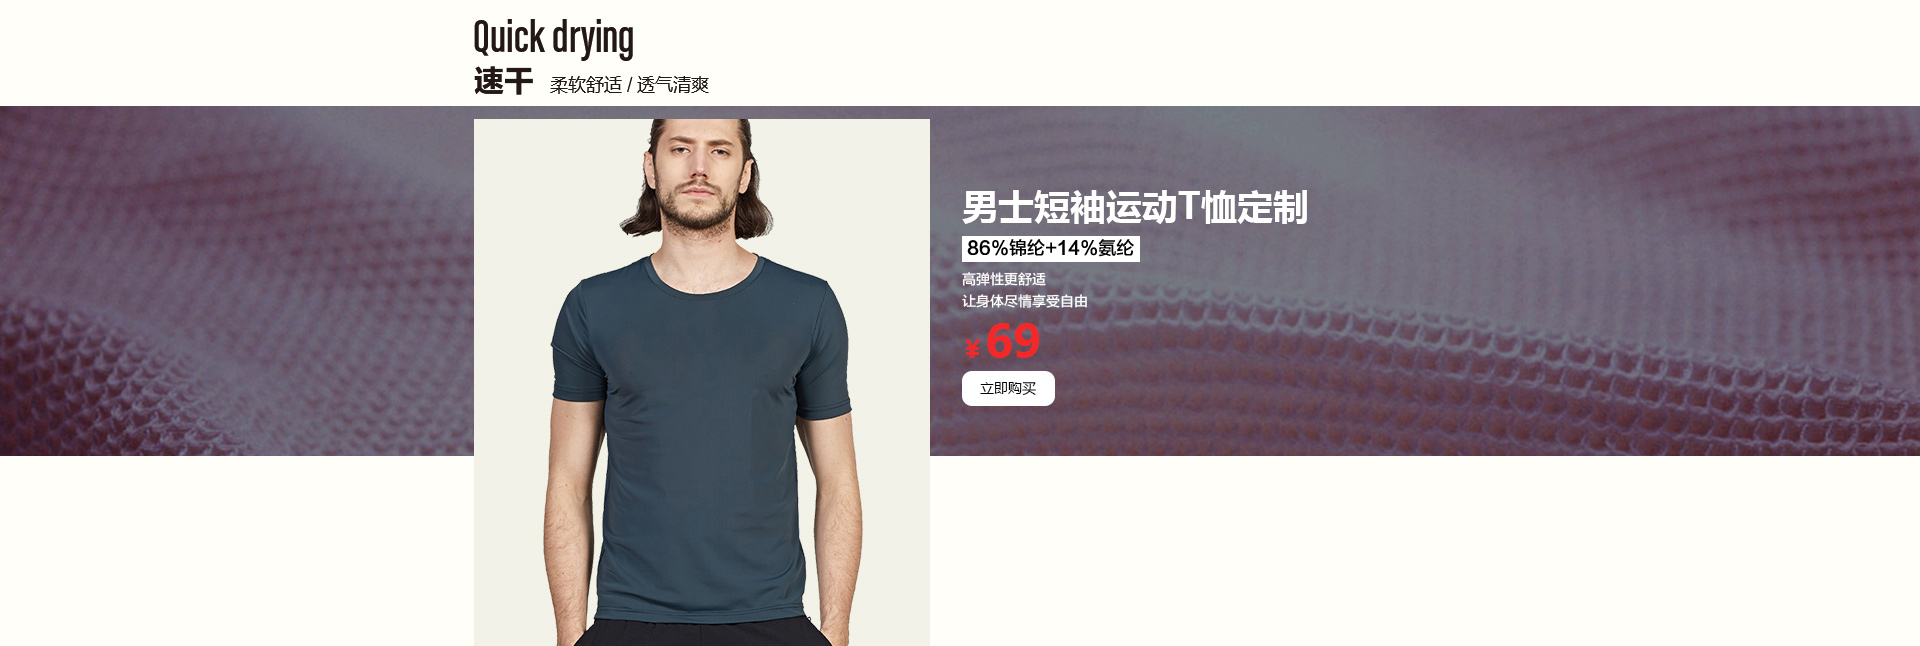 Quick drying
速干 柔软舒适 / 透气清爽
男士短袖运动T恤定制
86%锦纶+14%氨纶
高弹性更舒适
让身体尽情享受自由
¥69
立即购买